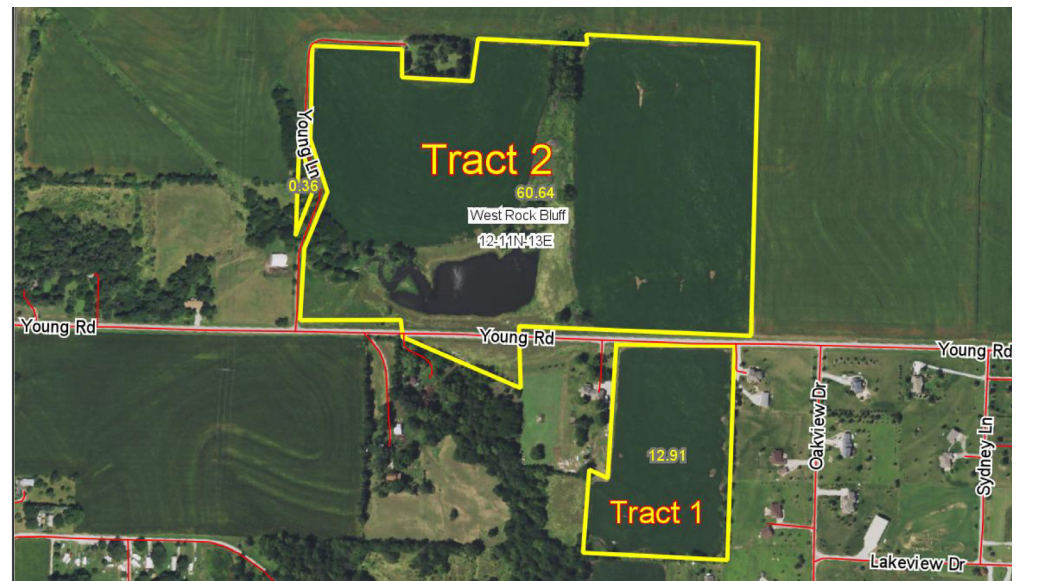 Young Ln
Tract 2
0.36
60.64
West Rock Bluff
12-11N-13E
Young Rd
Young Rd
Young Rd
Oakview Dr
Sydney Ln
12.91
Tract 1
Lakeview Dr